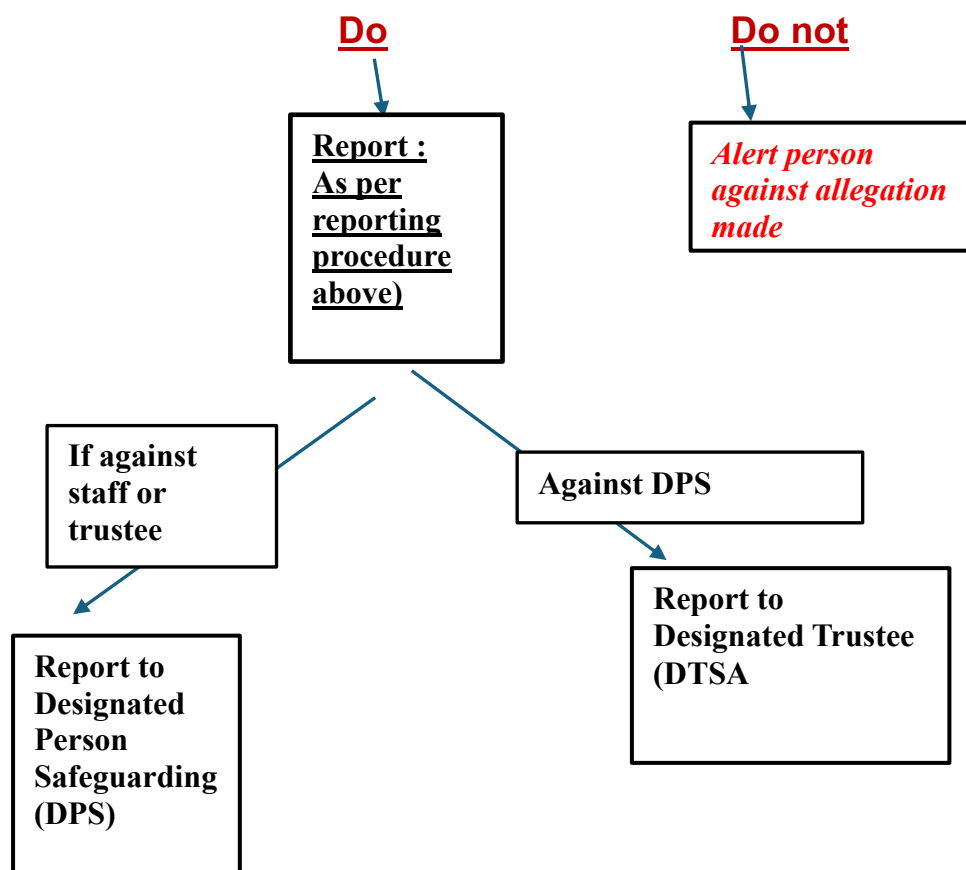 Do
Do not
Report :
As per
reporting
procedure
above)
Alert person
against allegation
made
If against
staff or
trustee
Against DPS
Report to
Designated Trustee
(DTSA
Report to
Designated
Person
Safeguarding
(DPS)